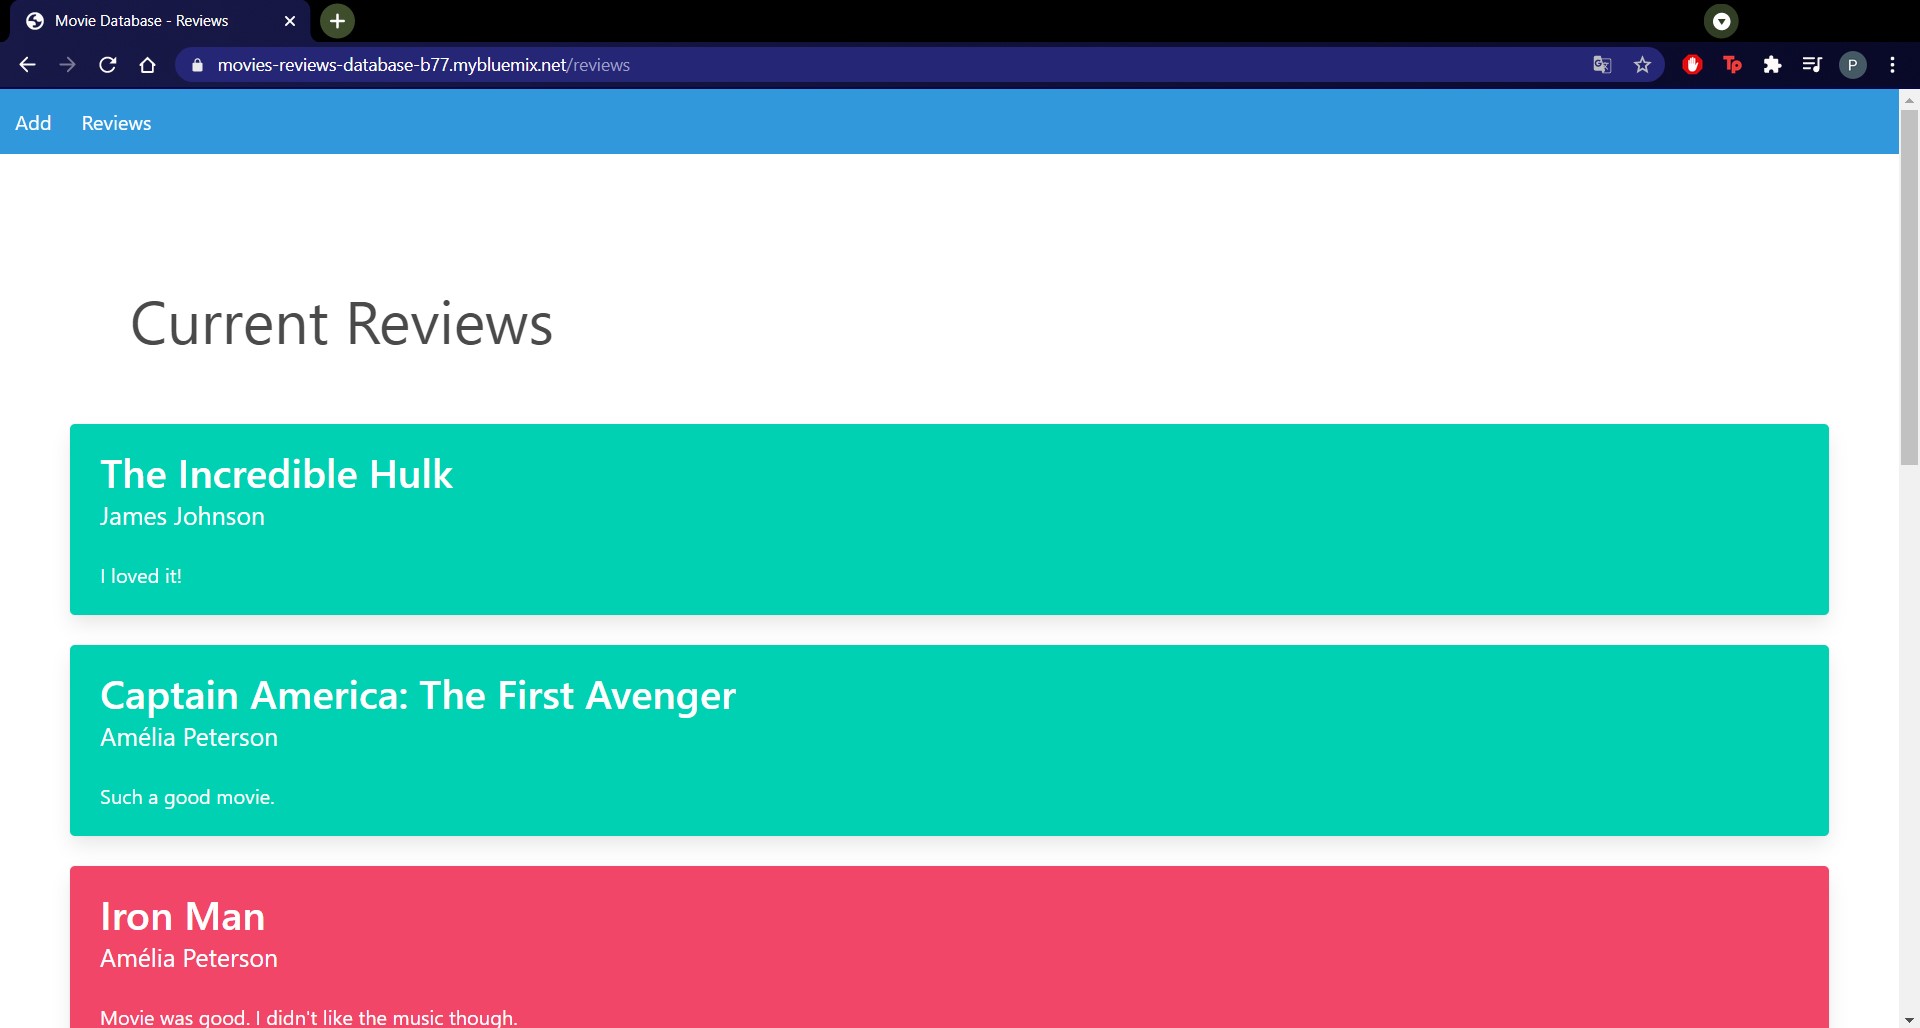 Movie Database - Reviews
movies-reviews-database-b77.mybluemix.net/reviews
Tp
P
Add Reviews
Current Reviews
The Incredible Hulk
James Johnson
I loved it!
Captain America: The First Avenger
Amélia Peterson
Such a good movie.
Iron Man
Amélia Peterson
Movie was good. I didn't like the music though.